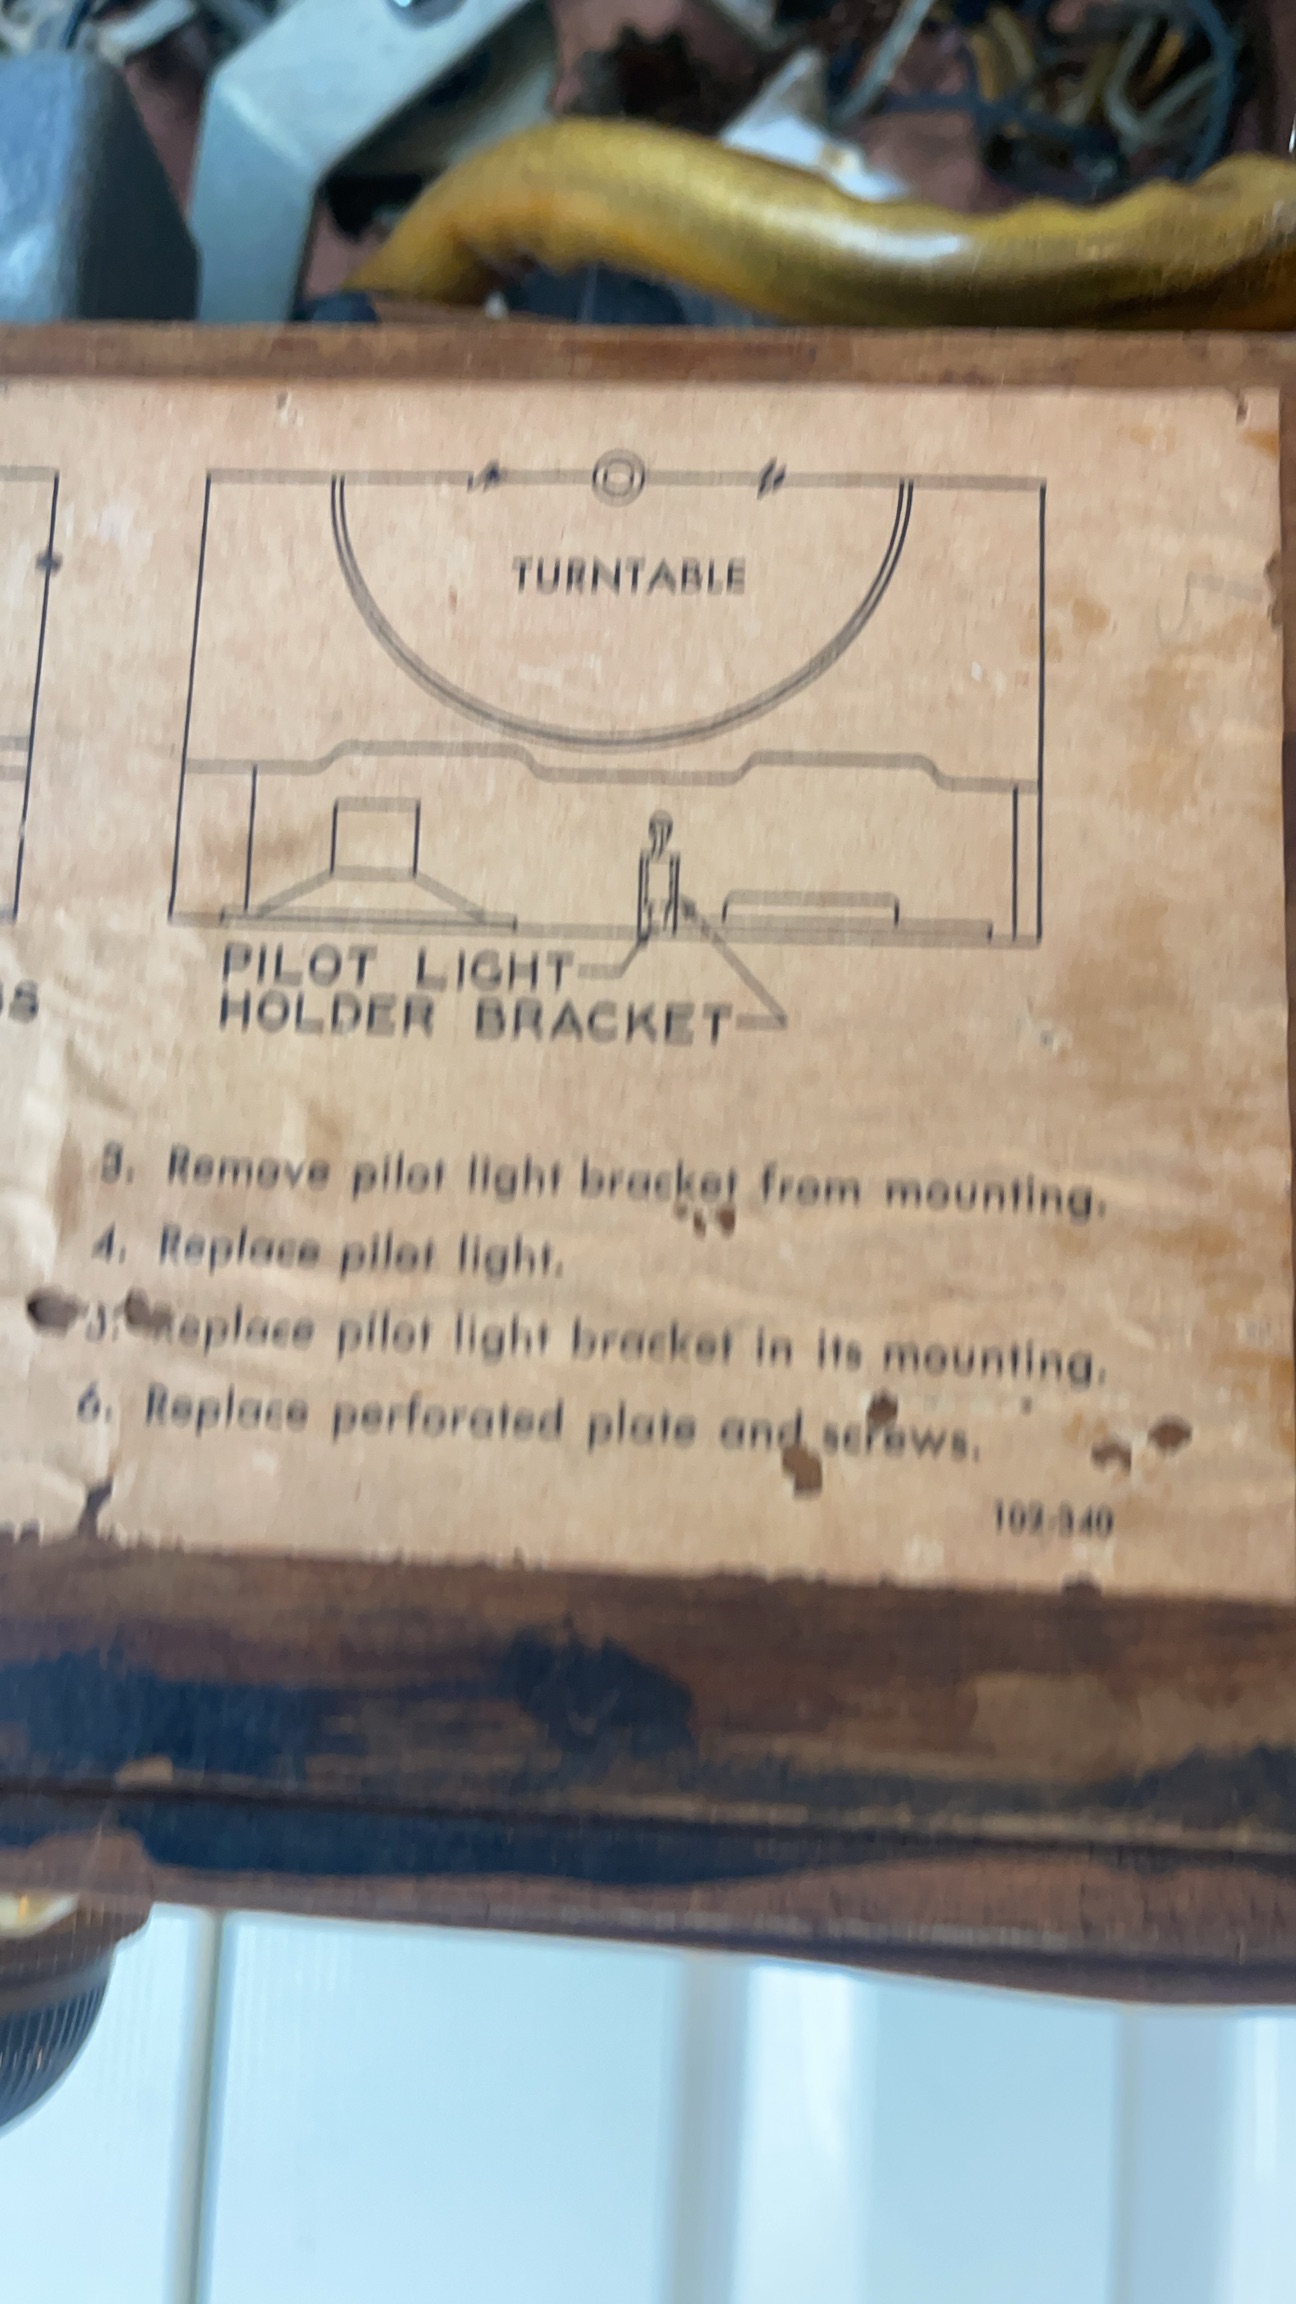 TURNTABLE
PILOT LIGHT
HOLDER BRACKET
3. Remove pilot light bracket from mounting.
4. Replace pilot light.
Replace pilot light bracket in its mounting.
6. Replace perforated plate and screws.
102-340